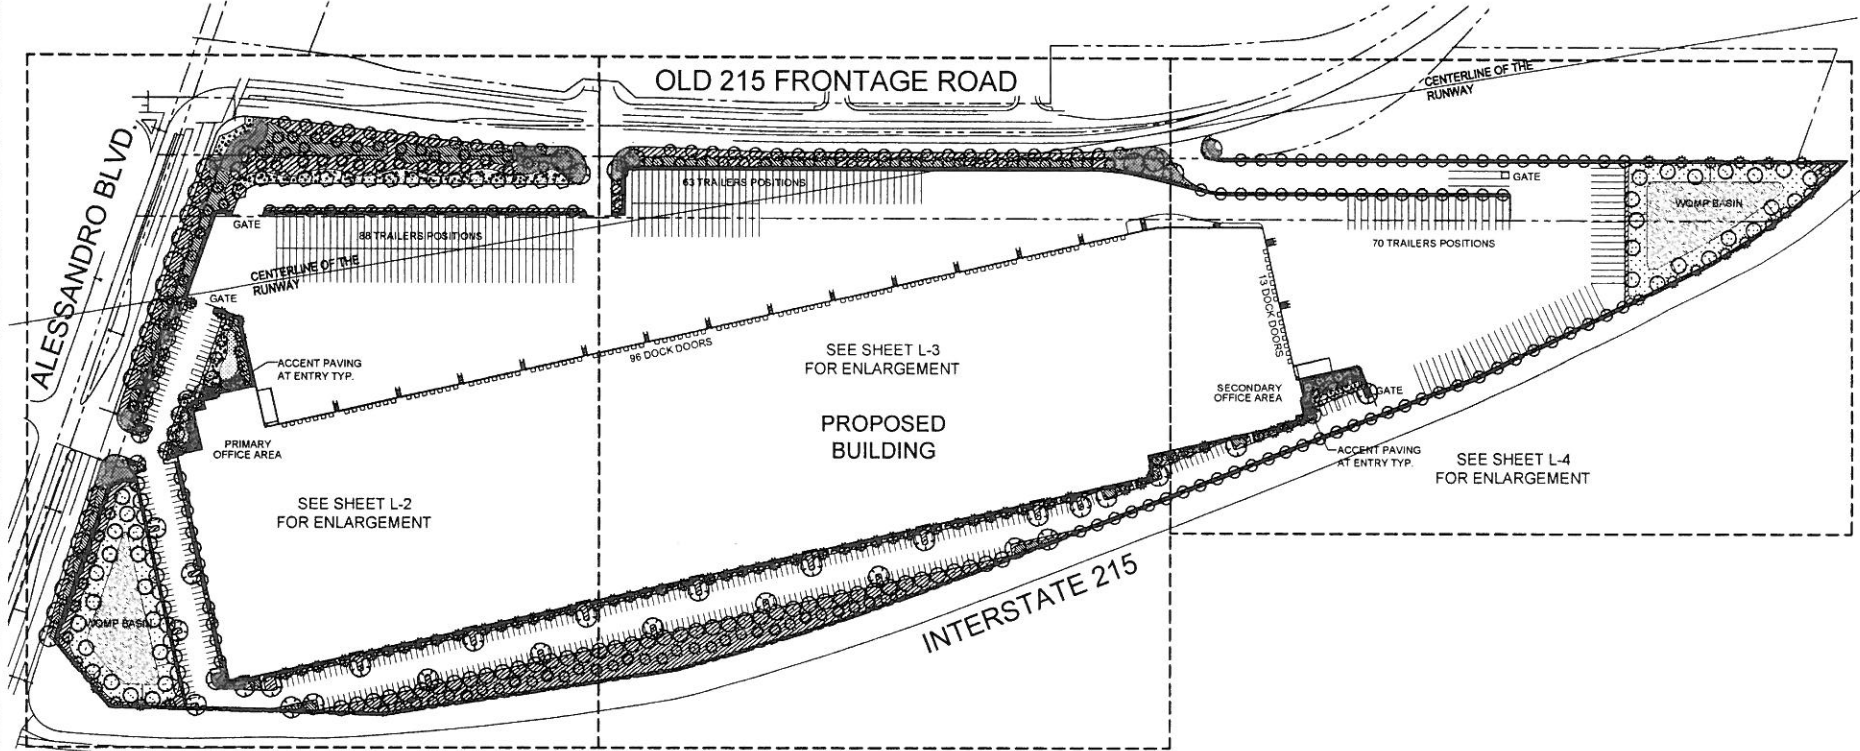 OLD 215 FRONTAGE ROAD
CENTERLINE OF THE
RUNWAY
ALESSANDRO BLVD.
63 TRAILERS POSITIONS
GATE
WQMP BASIN
GATE
88 TRAILERS POSITIONS
70 TRAILERS POSITIONS
CENTERLINE OF THE
RUNWAY
GATE
13 DOCK DOORS
96 DOCK DOORS
ACCENT PAVING
AT ENTRY TYP.
SEE SHEET L-3
FOR ENLARGEMENT
SECONDARY
OFFICE AREA
GATE
PROPOSED
BUILDING
PRIMARY
OFFICE AREA
ACCENT PAVING
AT ENTRY TYP.
SEE SHEET L-4
FOR ENLARGEMENT
SEE SHEET L-2
FOR ENLARGEMENT
INTERSTATE 215
WQMP BASIN